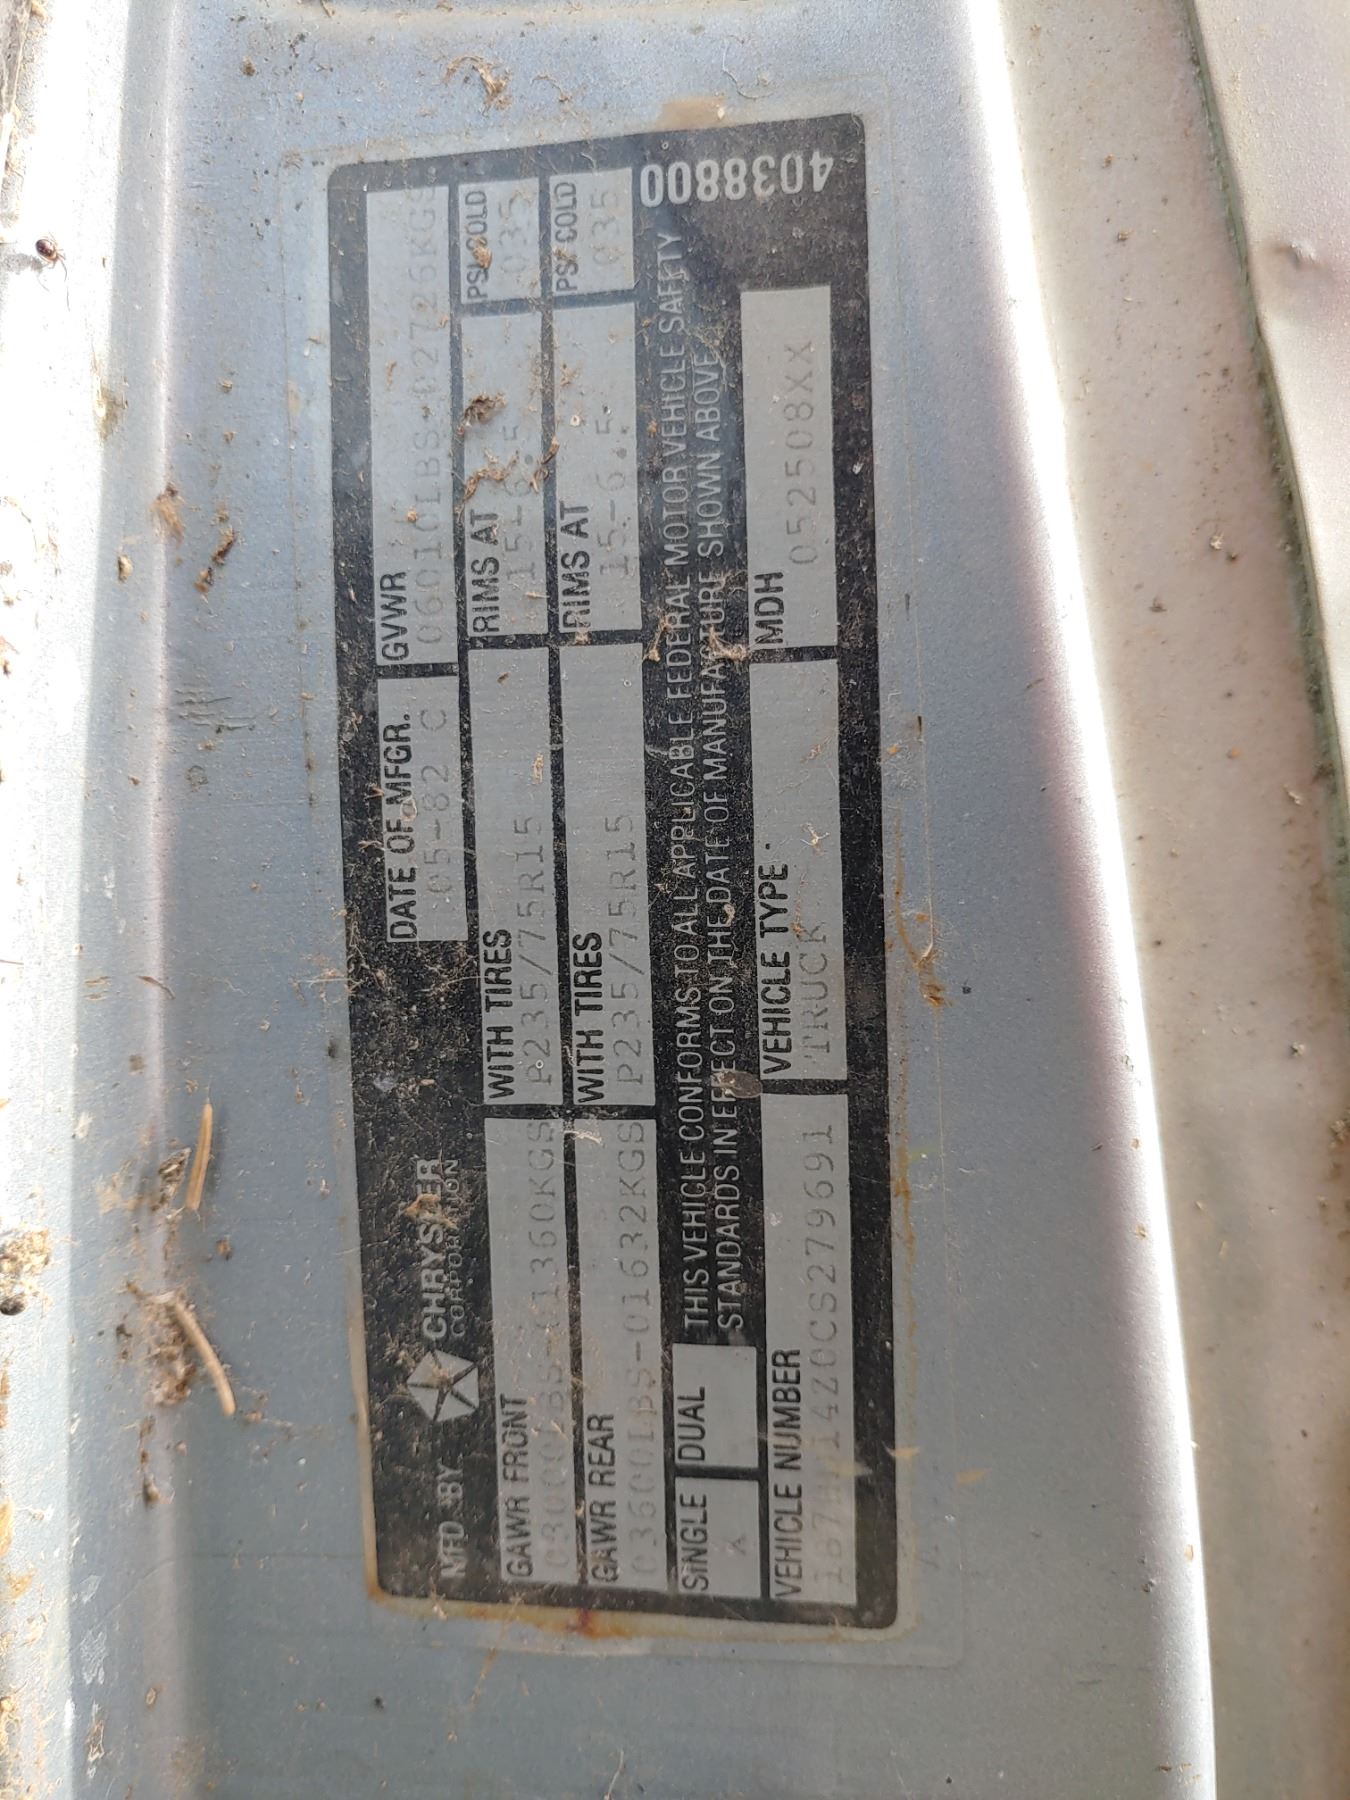 MFD BY CHRYSLER CORPORATION
DATE OF MFGR. GVWR
05-82 C 06010LBS-02726KGS
GAWR FRONT WITH TIRES RIMS AT PSI COLD
P235/75R15 15-6.5 035
GAWR REAR WITH TIRES RIMS AT PSI COLD
03600LBS-01632KGS P235/75R15 15-6.5 035
SINGLE DUAL
X
THIS VEHICLE CONFORMS TO ALL APPLICABLE FEDERAL MOTOR VEHICLE SAFETY
STANDARDS IN EFFECT ON THE DATE OF MANUFACTURE SHOWN ABOVE
VEHICLE NUMBER VEHICLE TYPE MDH
TRUCK 052508XX
4038800